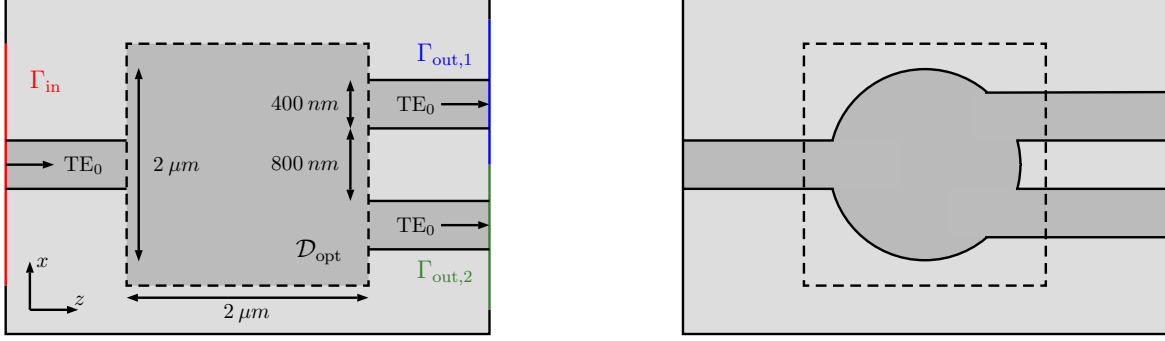 Γin
Γout,1
400 nm
TE0
TE0
2 μm
800 nm
TE0
Dopt
Γout,2
x
z
2 μm